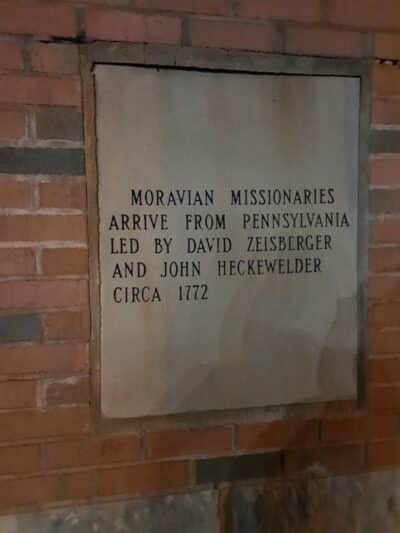 MORAVIAN MISSIONARIES
ARRIVE FROM PENNSYLVANIA
LED BY DAVID ZEISBERGER
AND JOHN HECKEWELDER
CIRCA 1772